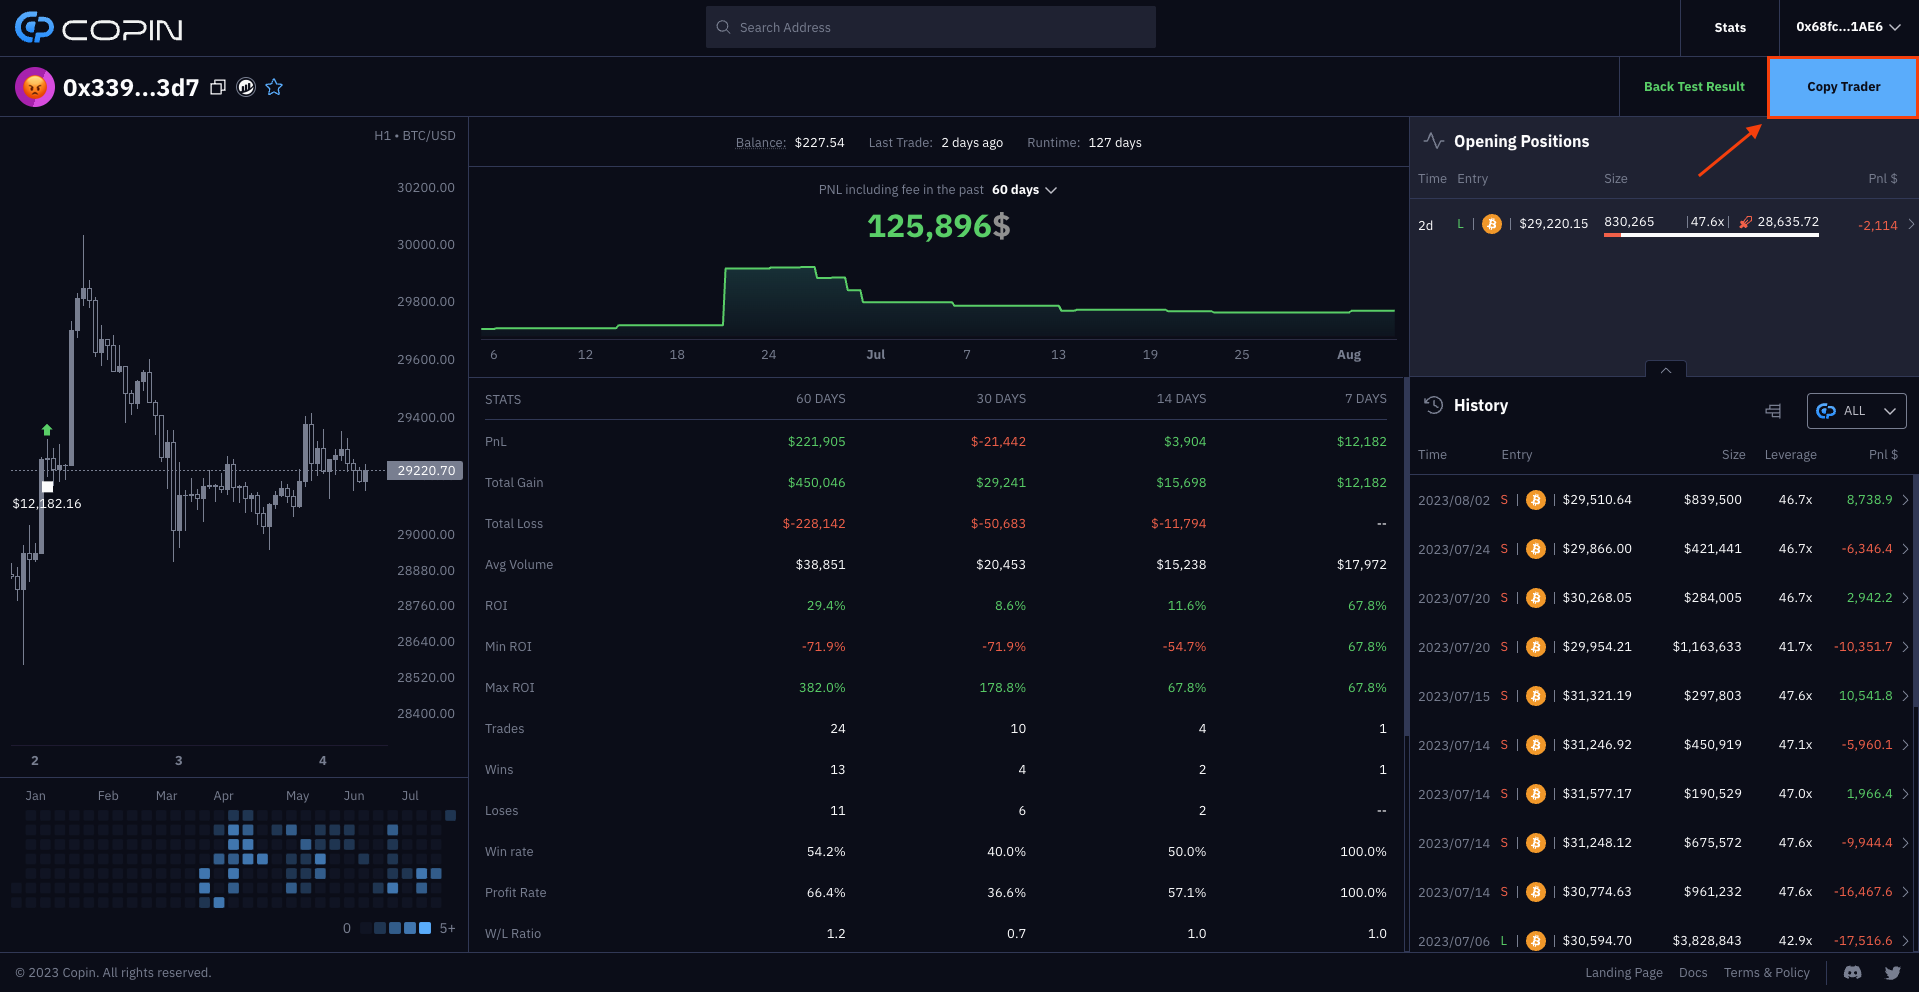 COPIN
Search Address
Stats
0x68fc...1AE6
0x339...3d7
Back Test Result
Copy Trader
H1 • BTC/USD
30200.00
30000.00
29800.00
29600.00
29400.00
29220.70
29000.00
28880.00
28760.00
28640.00
28520.00
28400.00
$12,182.16
2 3 4
Jan Feb Mar Apr May Jun Jul
0 5+
Balance: $227.54 Last Trade: 2 days ago Runtime: 127 days
PNL including fee in the past 60 days
125,896$
6 12 18 24 Jul 7 13 19 25 Aug
STATS 60 DAYS 30 DAYS 14 DAYS 7 DAYS
PnL $221,905 $-21,442 $3,904 $12,182
Total Gain $450,046 $29,241 $15,698 $12,182
Total Loss $-228,142 $-50,683 $-11,794 --
Avg Volume $38,851 $20,453 $15,238 $17,972
ROI 29.4% 8.6% 11.6% 67.8%
Min ROI -71.9% -71.9% -54.7% 67.8%
Max ROI 382.0% 178.8% 67.8% 67.8%
Trades 24 10 4 1
Wins 13 4 2 1
Loses 11 6 2 --
Win rate 54.2% 40.0% 50.0% 100.0%
Profit Rate 66.4% 36.6% 57.1% 100.0%
W/L Ratio 1.2 0.7 1.0 1.0
Opening Positions
Time Entry Size Pnl $
2d L | $29,220.15 830,265 |47.6x| 28,635.72 -2,114
History
ALL
Time Entry Size Leverage Pnl $
2023/08/02 S | | $29,510.64 $839,500 46.7x 8,738.9
2023/07/24 S | | $29,866.00 $421,441 46.7x -6,346.4
2023/07/20 S | | $30,268.05 $284,005 46.7x 2,942.2
2023/07/20 S | | $29,954.21 $1,163,633 41.7x -10,351.7
2023/07/15 S | | $31,321.19 $297,803 47.6x 10,541.8
2023/07/14 S | | $31,246.92 $450,919 47.1x -5,960.1
2023/07/14 S | | $31,577.17 $190,529 47.0x 1,966.4
2023/07/14 S | | $31,248.12 $675,572 47.6x -9,944.4
2023/07/14 S | | $30,774.63 $961,232 47.6x -16,467.6
2023/07/06 L | | $30,594.70 $3,828,843 42.9x -17,516.6
© 2023 Copin. All rights reserved.
Landing Page Docs Terms & Policy